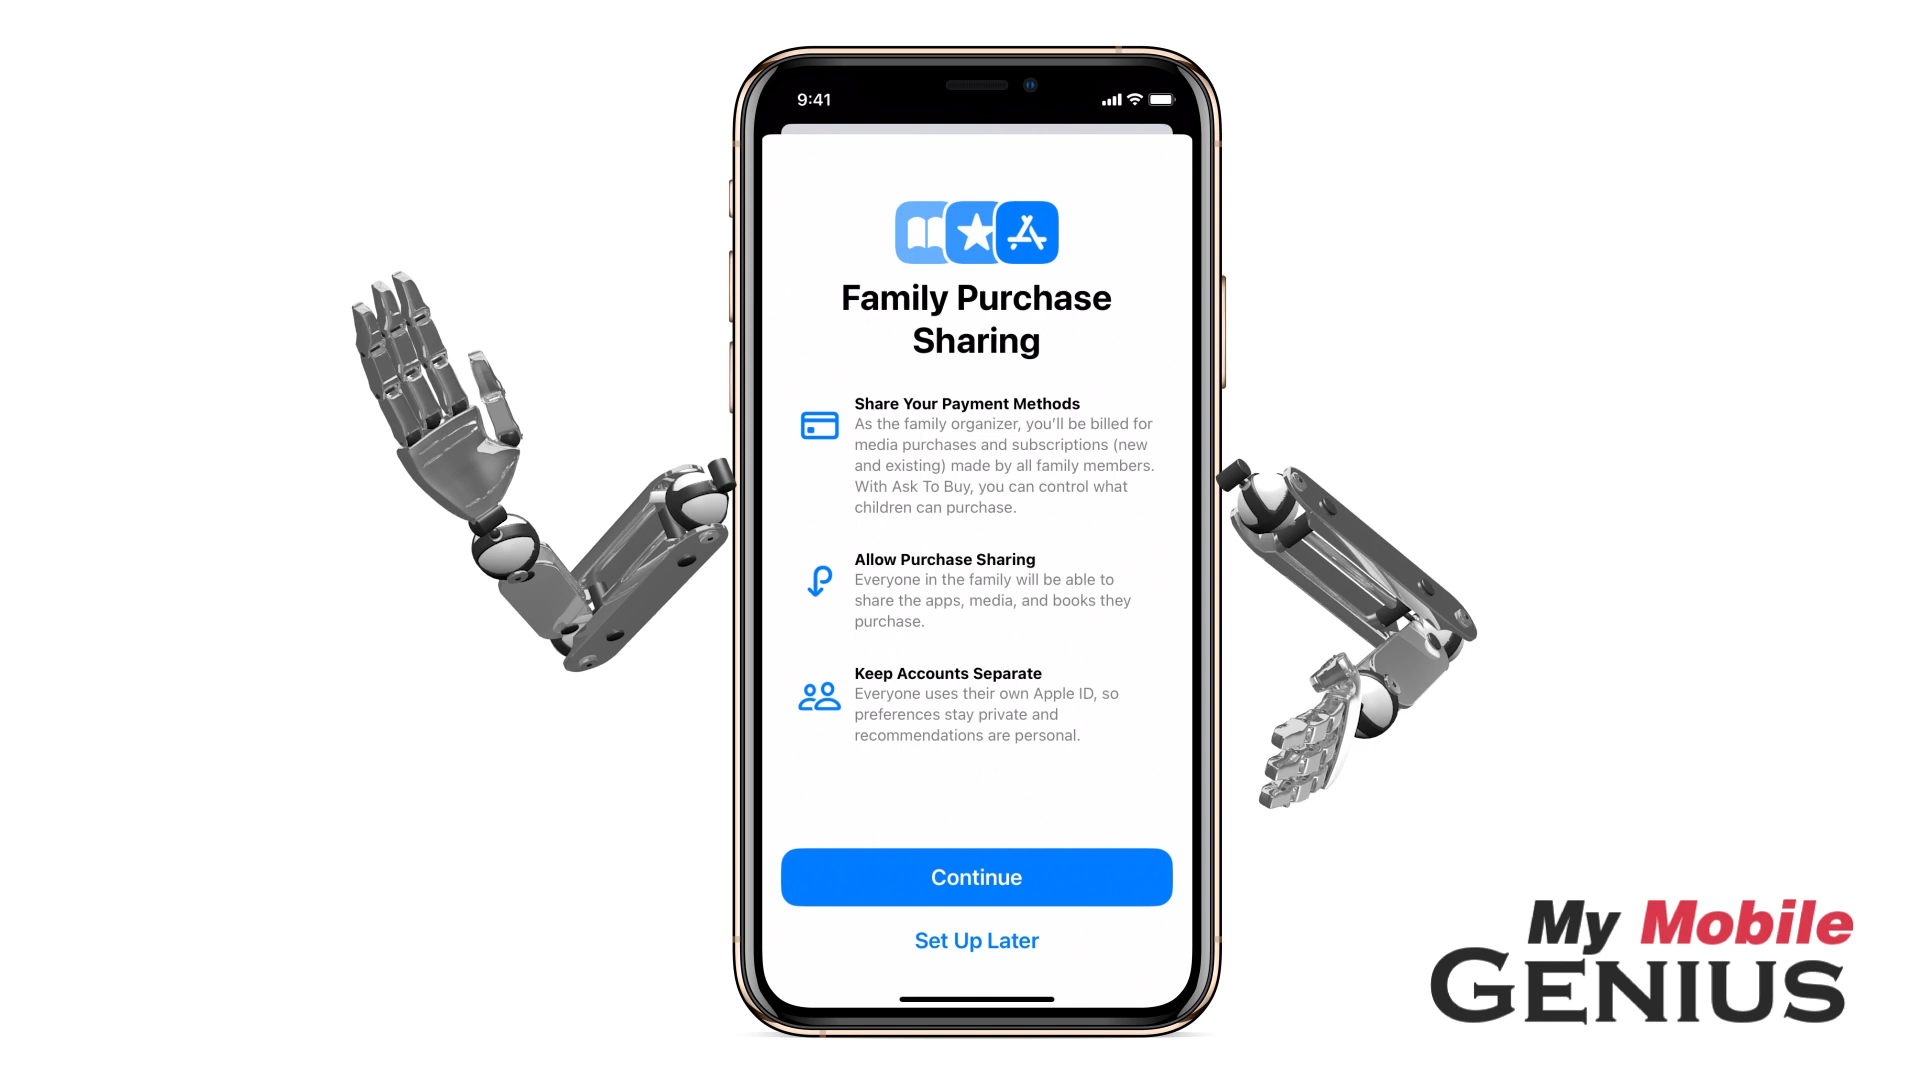 9:41
Family Purchase
Sharing
Share Your Payment Methods
As the family organizer, you’ll be billed for
media purchases and subscriptions (new
and existing) made by all family members.
With Ask To Buy, you can control what
children can purchase.
Allow Purchase Sharing
Everyone in the family will be able to
share the apps, media, and books they
purchase.
Keep Accounts Separate
Everyone uses their own Apple ID, so
preferences stay private and
recommendations are personal.
Continue
Set Up Later
My Mobile
GENIUS